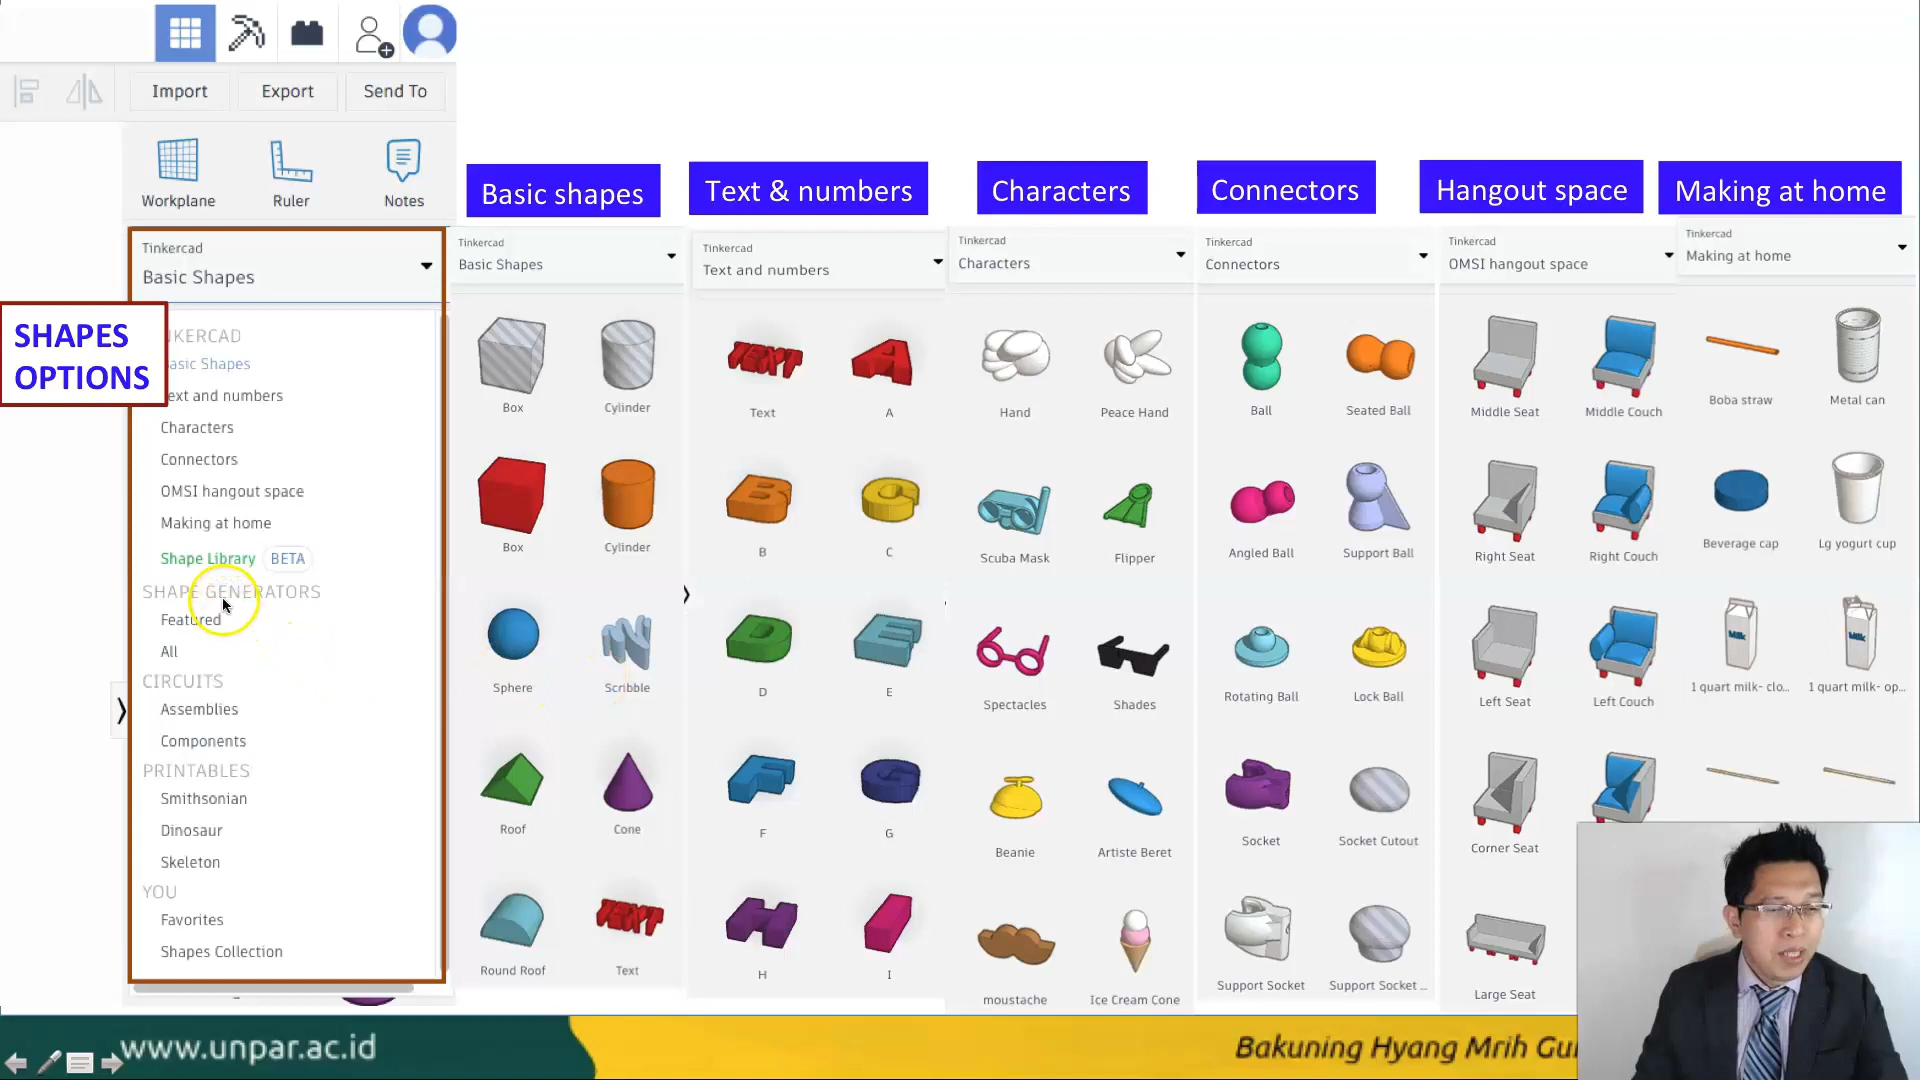 Import
Export
Send To
Workplane
Ruler
Notes
Basic shapes
Text & numbers
Characters
Connectors
Hangout space
Making at home
Tinkercad
Basic Shapes
SHAPES
OPTIONS
NKERCAD
asic Shapes
ext and numbers
Characters
Connectors
OMSI hangout space
Making at home
Shape Library BETA
SHAPE GENERATORS
Featured
All
CIRCUITS
Assemblies
Components
PRINTABLES
Smithsonian
Dinosaur
Skeleton
YOU
Favorites
Shapes Collection
Tinkercad
Basic Shapes
Box
Cylinder
Box
Cylinder
Sphere
Scribble
Roof
Cone
TEXT
Round Roof
Text
Tinkercad
Text and numbers
TEXT
A
Text
A
B
C
B
C
D
E
D
E
F
G
F
G
H
I
H
I
Tinkercad
Characters
Hand
Peace Hand
Scuba Mask
Flipper
Spectacles
Shades
Beanie
Artiste Beret
moustache
Ice Cream Cone
Tinkercad
Connectors
Ball
Seated Ball
Angled Ball
Support Ball
Rotating Ball
Lock Ball
Socket
Socket Cutout
Support Socket
Support Socket ...
Tinkercad
OMSI hangout space
Middle Seat
Middle Couch
Right Seat
Right Couch
Left Seat
Left Couch
Corner Seat
Large Seat
Tinkercad
Making at home
Boba straw
Metal can
Beverage cap
Lg yogurt cup
Milk
Milk
1 quart milk- clo...
1 quart milk- op...
www.unpar.ac.id
Bakuning Hyang Mrih Gu